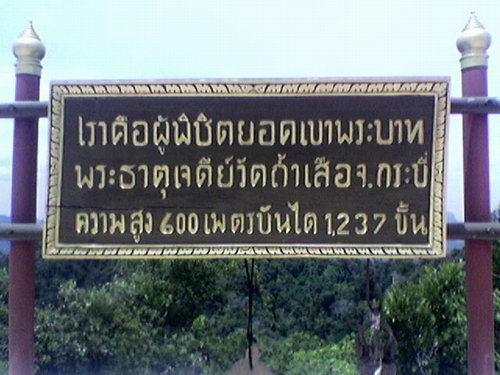 เราคือผู้พิชิตยอดเขาพระบาท
พระธาตุเจดีย์วัดถ้ำเสือจ.กระบี่
ความสูง 600 เมตรบันได 1,237 ขั้น